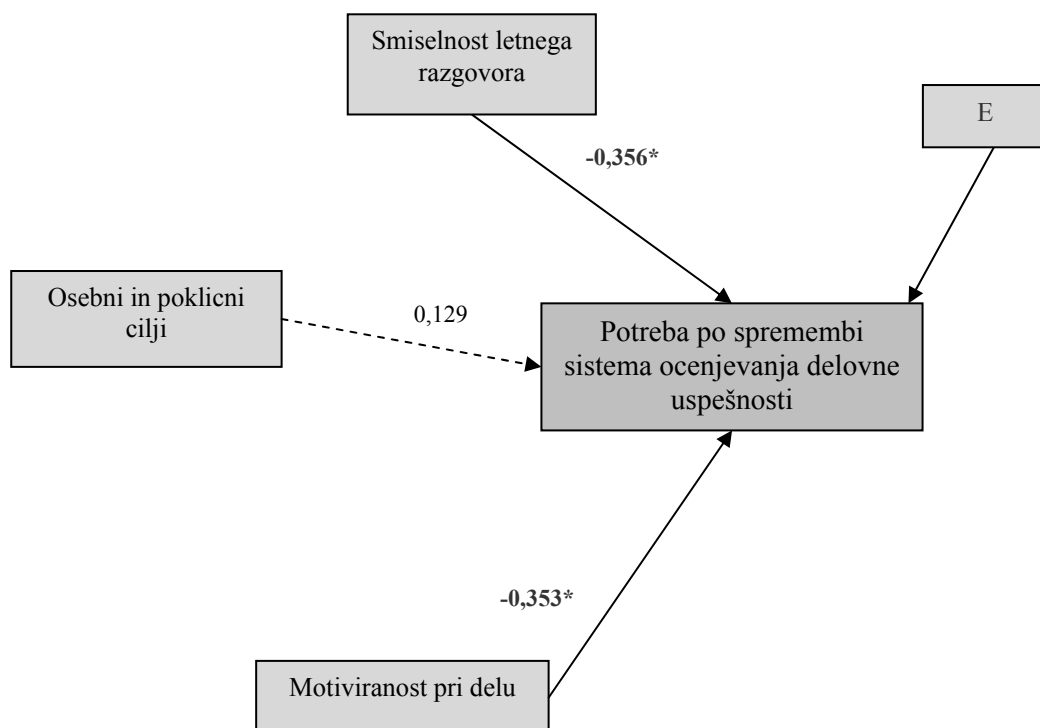 Smiselnost letnega
razgovora
E
-0,356*
Osebni in poklicni
cilji
0,129
Potreba po spremembi
sistema ocenjevanja delovne
uspešnosti
-0,353*
Motiviranost pri delu